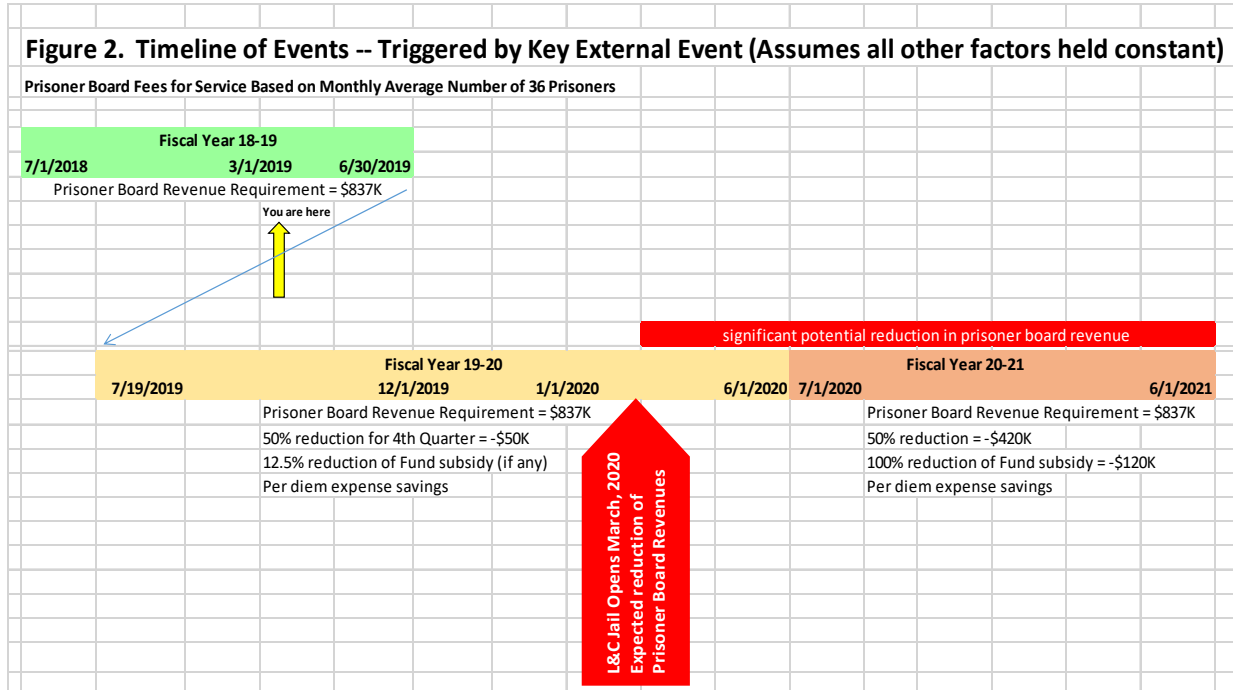 Figure 2. Timeline of Events -- Triggered by Key External Event (Assumes all other factors held constant)
Prisoner Board Fees for Service Based on Monthly Average Number of 36 Prisoners
Fiscal Year 18-19
7/1/2018 3/1/2019 6/30/2019
Prisoner Board Revenue Requirement = $837K
You are here
significant potential reduction in prisoner board revenue
Fiscal Year 19-20
7/19/2019 12/1/2019 1/1/2020 6/1/2020
Fiscal Year 20-21
7/1/2020 6/1/2021
Prisoner Board Revenue Requirement = $837K
50% reduction for 4th Quarter = -$50K
12.5% reduction of Fund subsidy (if any)
Per diem expense savings
L&C Jail Opens March, 2020
Expected reduction of
Prisoner Board Revenues
Prisoner Board Revenue Requirement = $837K
50% reduction = -$420K
100% reduction of Fund subsidy = -$120K
Per diem expense savings